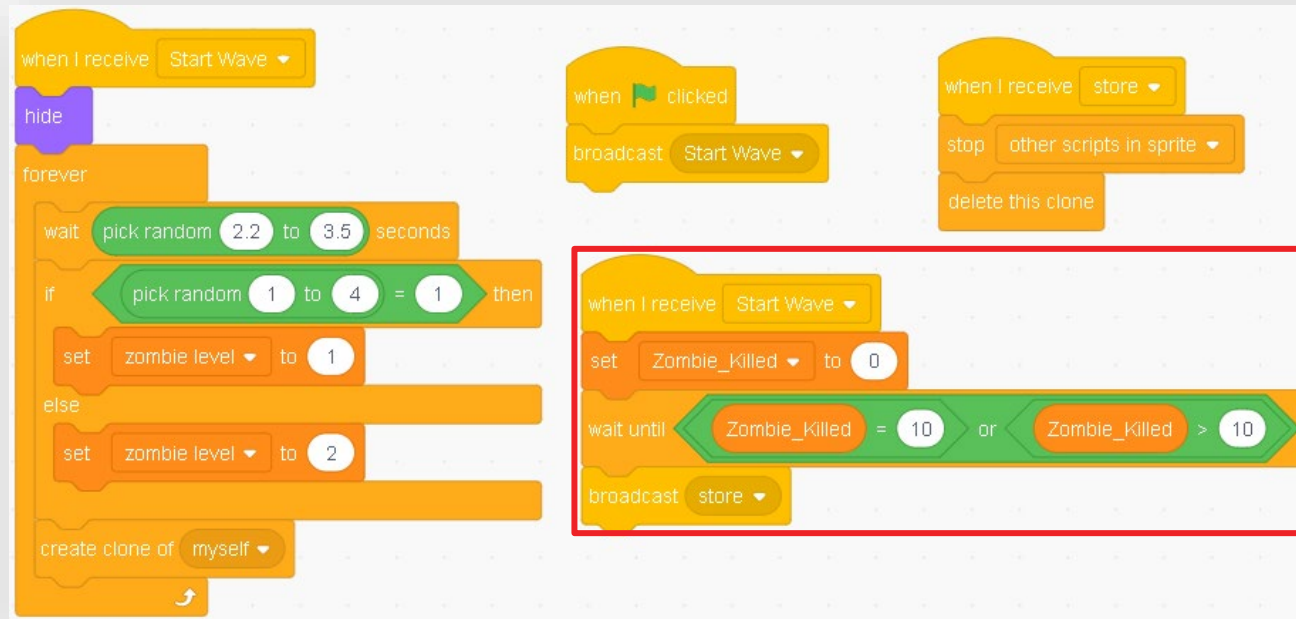 when I receive Start Wave
hide
forever
wait pick random 2.2 to 3.5 seconds
if pick random 1 to 4 = 1 then
set zombie level to 1
else
set zombie level to 2
create clone of myself
when clicked
broadcast Start Wave
when I receive store
stop other scripts in sprite
delete this clone
when I receive Start Wave
set Zombie_Killed to 0
wait until Zombie_Killed = 10 or Zombie_Killed > 10
broadcast store